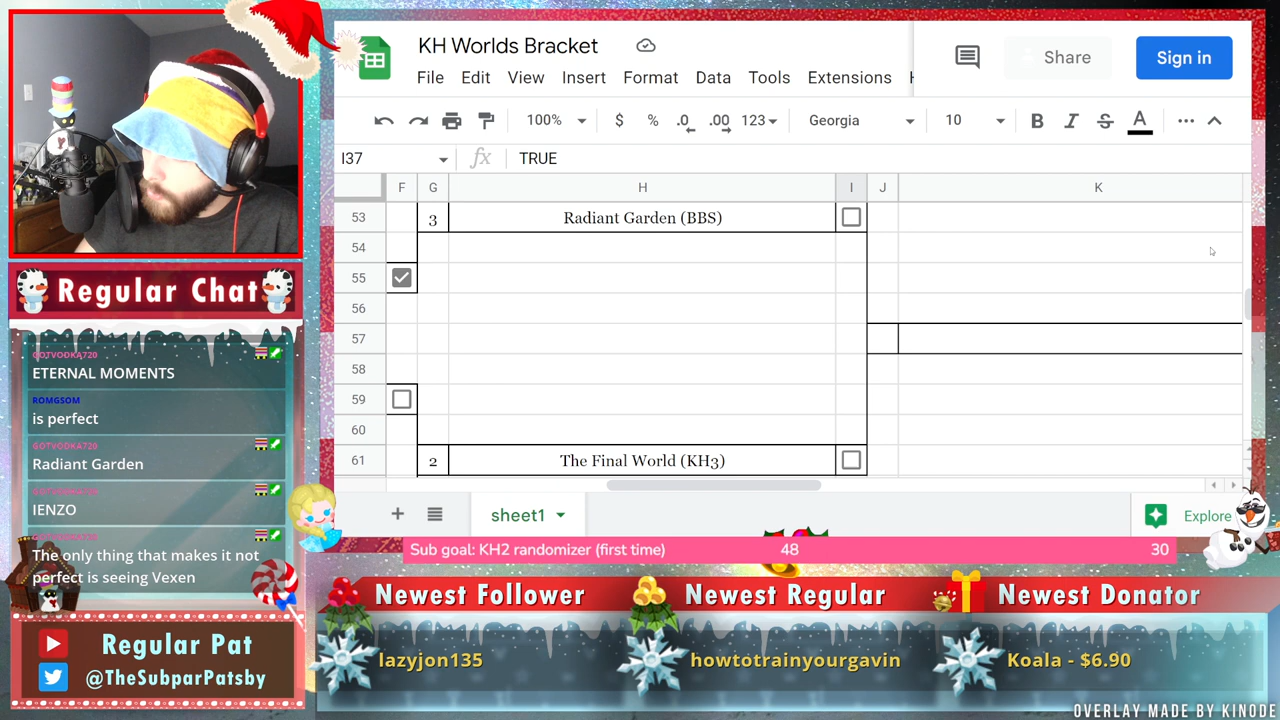 KH Worlds Bracket
File Edit View Insert Format Data Tools Extensions
Share
Sign in
100% $ % .0 .00 123 Georgia 10 B I S A
I37 fx TRUE
F G H I J K
53 3 Radiant Garden (BBS)
54
55
56
57
58
59
60
61 2 The Final World (KH3)
sheet1
Explore
Regular Chat
GOTVODKA720
ETERNAL MOMENTS
ROMGSOM
is perfect
GOTVODKA720
Radiant Garden
GOTVODKA720
IENZO
GOTVODKA720
The only thing that makes it not
perfect is seeing Vexen
Regular Pat
@TheSubparPatsby
Sub goal: KH2 randomizer (first time) 48 30
Newest Follower Newest Regular Newest Donator
lazyjon135 howtotrainyourgavin Koala - $6.90
OVERLAY MADE BY KINODE